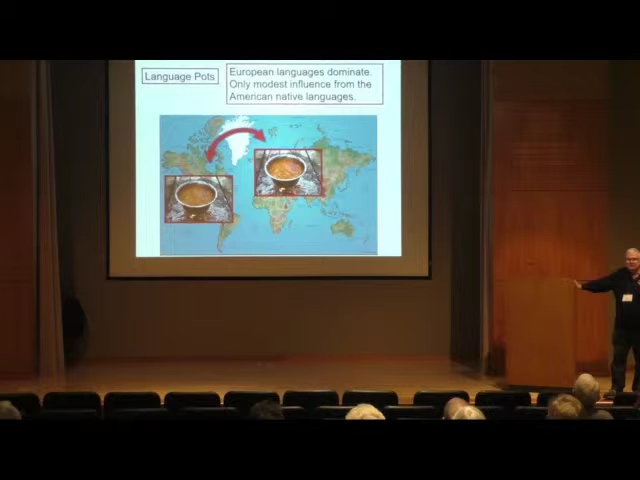 Language Pots
European languages dominate.
Only modest influence from the
American native languages.